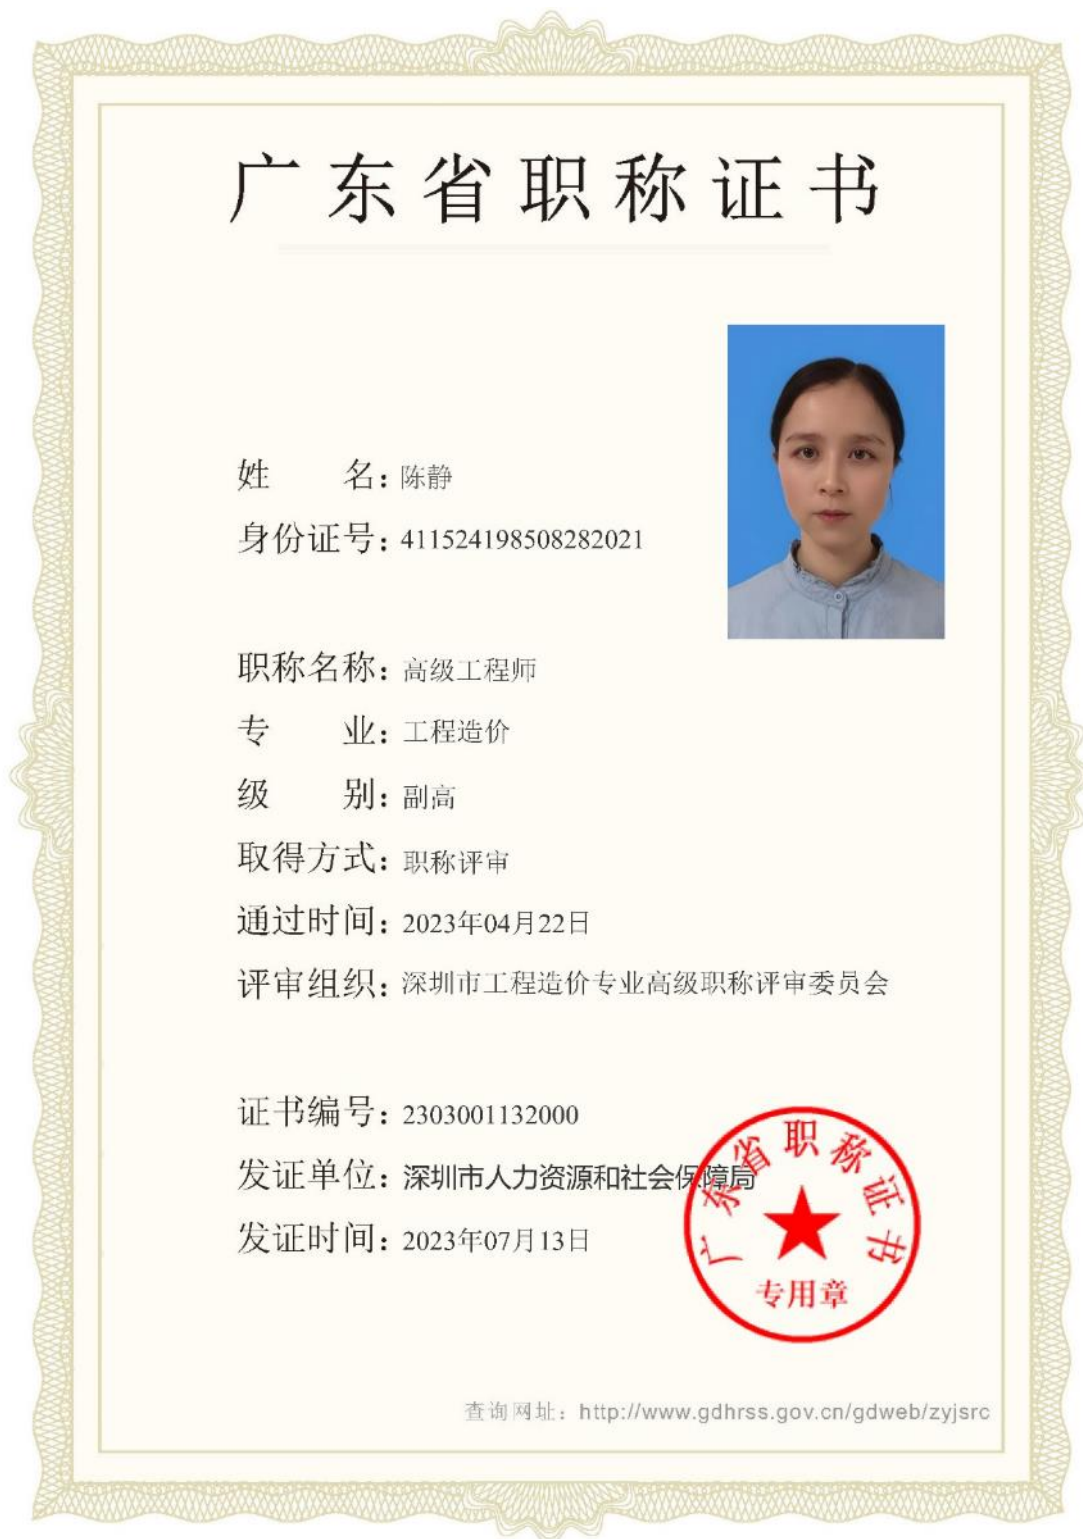 广东省职称证书
姓名：陈静
身份证号：411524198508282021
职称名称：高级工程师
专业：工程造价
级别：副高
取得方式：职称评审
通过时间：2023年04月22日
评审组织：深圳市工程造价专业高级职称评审委员会
证书编号：2303001132000
发证单位：深圳市人力资源和社会保障局
发证时间：2023年07月13日
广东省职称证书
专用章
查询网址：http://www.gdhrss.gov.cn/gdweb/zyjsrc